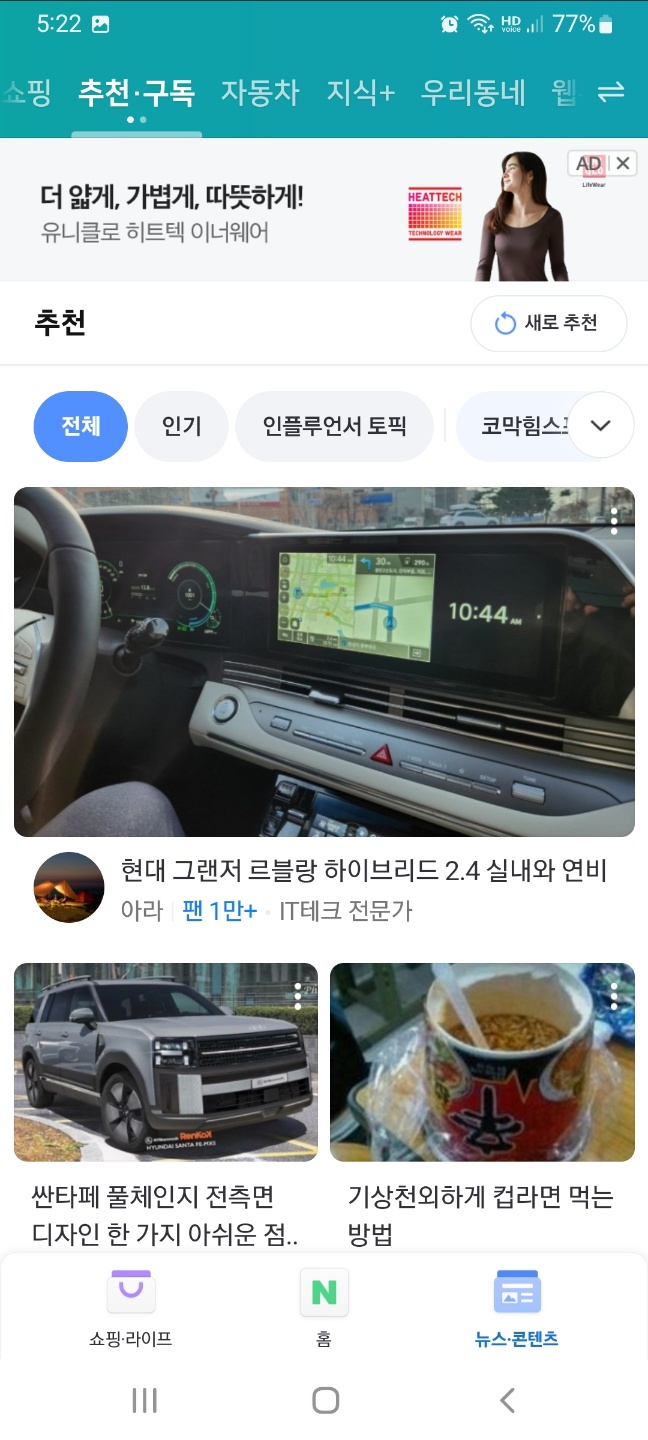 5:22
HD voice 77%
쇼핑 추천·구독 자동차 지식+ 우리동네 웹
AD
더 얇게, 가볍게, 따뜻하게!
유니클로 히트텍 이너웨어
HEATTECH
TECHNOLOGY WEAR
LifeWear
추천
새로 추천
전체
인기
인플루언서 토픽
코막힘스
10:44 AM
현대 그랜저 르블랑 하이브리드 2.4 실내와 연비
아라 팬 1만+ · IT테크 전문가
RenKoK
HYUNDAI SANTA FE.MX5
싼타페 풀체인지 전측면
디자인 한 가지 아쉬운 점..
기상천외하게 컵라면 먹는
방법
쇼핑·라이프
N
홈
뉴스·콘텐츠